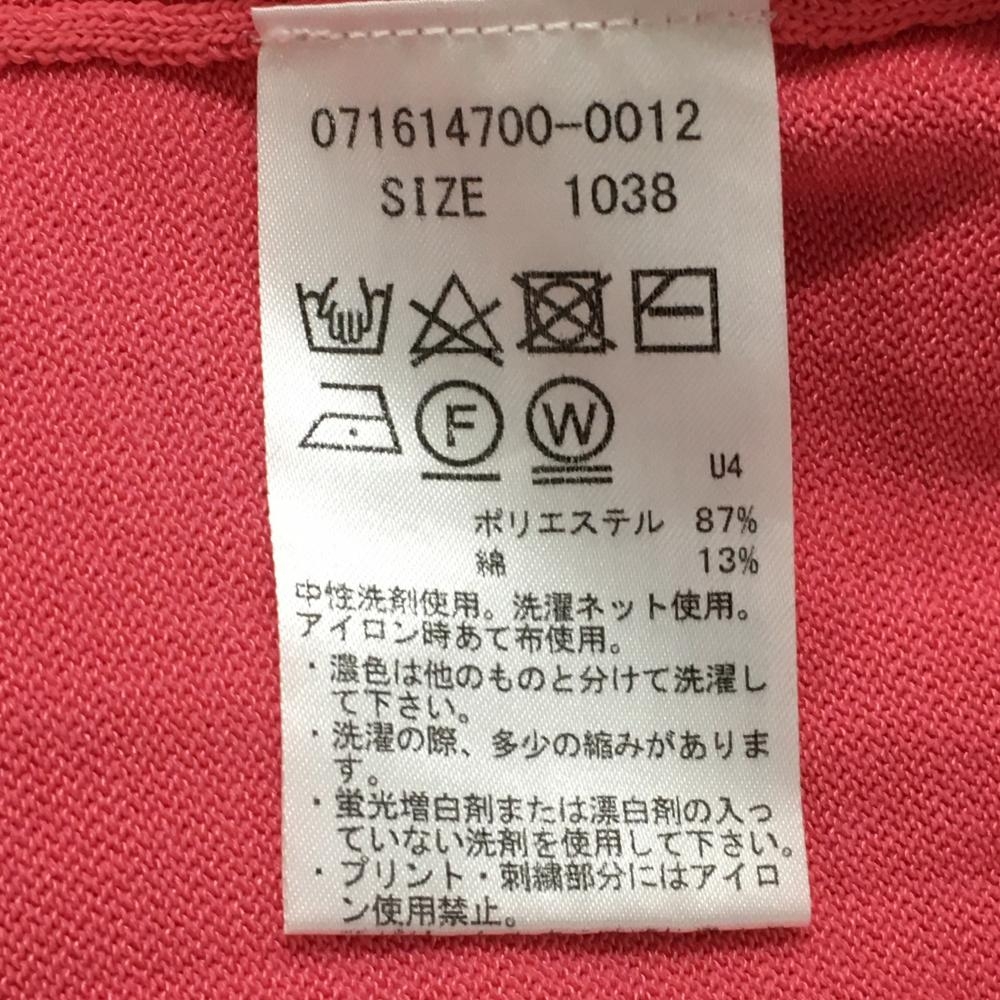 071614700-0012
SIZE 1038
F W
U4
ポリエステル 87%
綿 13%
中性洗剤使用。洗濯ネット使用。
アイロン時あて布使用。
・濃色は他のものと分けて洗濯し
て下さい。
・洗濯の際、多少の縮みがありま
す。
・蛍光増白剤または漂白剤の入っ
ていない洗剤を使用して下さい。
・プリント・刺繍部分にはアイロ
ン使用禁止。